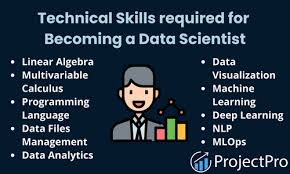 Technical Skills required for
Becoming a Data Scientist
• Linear Algebra
• Multivariable
Calculus
• Programming
Language
• Data Files
Management
• Data Analytics
• Data
Visualization
• Machine
Learning
• Deep Learning
• NLP
• MLOps
ProjectPro